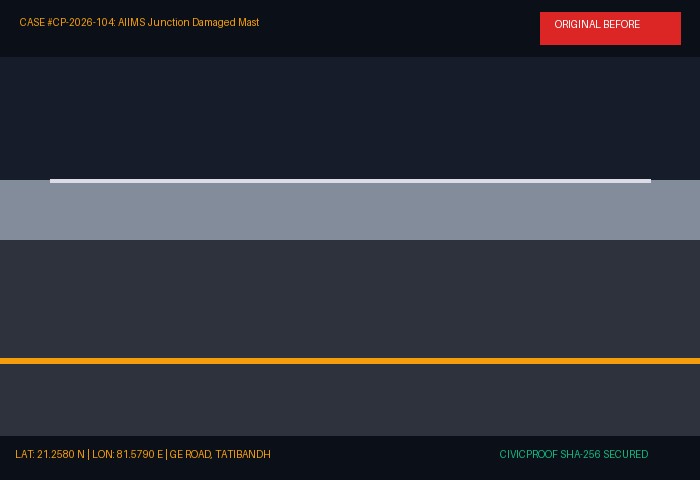 CASE #CP-2026-104: AIIMS Junction Damaged Mast
ORIGINAL BEFORE
LAT: 21.2580 N | LON: 81.5790 E | GE ROAD, TATIBANDH
CIVICPROOF SHA-256 SECURED